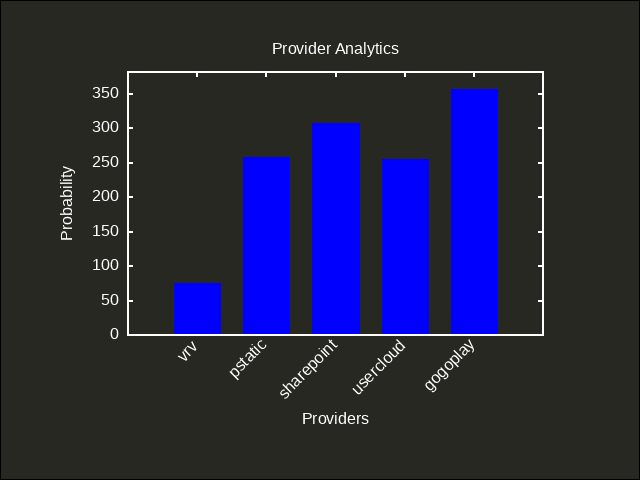 Provider Analytics
350
300
250
200
150
100
50
0
Probability
vrv
pstatic
sharepoint
usercloud
gogoplay
Providers